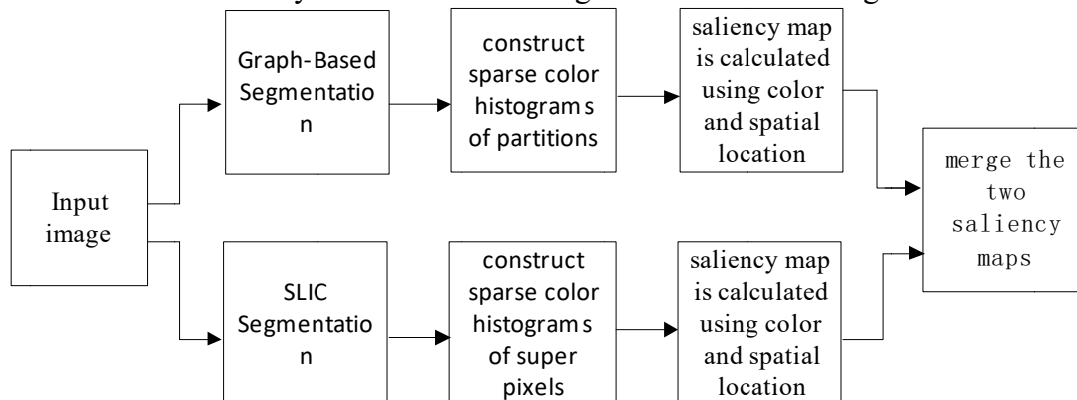 Input
image
Graph-Based
Segmentatio
n
construct
sparse color
histograms
of partitions
saliency map
is calculated
using color
and spatial
location
SLIC
Segmentatio
n
construct
sparse color
histograms
of super
pixels
saliency map
is calculated
using color
and spatial
location
merge the
two
saliency
maps